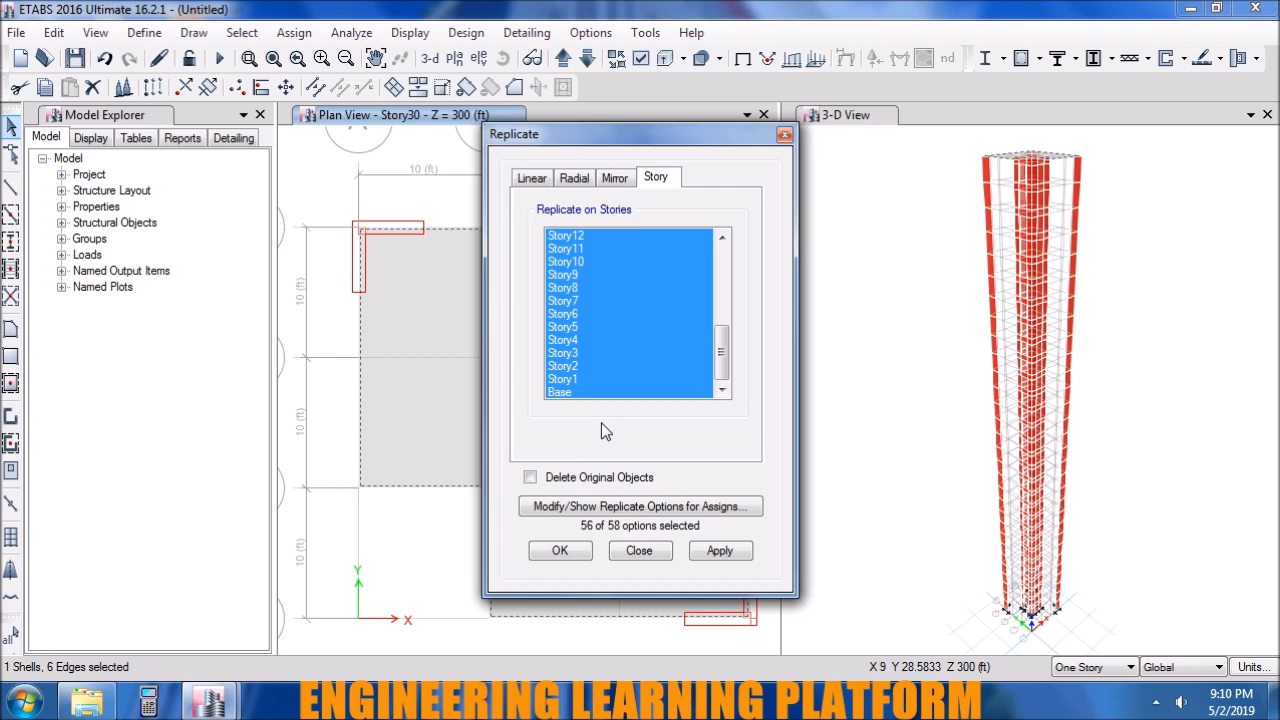 ETABS 2016 Ultimate 16.2.1 - (Untitled)
File Edit View Define Draw Select Assign Analyze Display Design Detailing Options Tools Help
3-d pla ele nd
Model Explorer
Plan View - Story30 - Z = 300 (ft)
3-D View
Model Display Tables Reports Detailing
Model
Project
Structure Layout
Properties
Structural Objects
Groups
Loads
Named Output Items
Named Plots
10 (ft)
10 (ft)
10 (ft)
10 (ft)
Y
X
Replicate
Linear Radial Mirror Story
Replicate on Stories
Story12
Story11
Story10
Story9
Story8
Story7
Story6
Story5
Story4
Story3
Story2
Story1
Base
Delete Original Objects
Modify/Show Replicate Options for Assigns...
56 of 58 options selected
OK Close Apply
all
1 Shells, 6 Edges selected
X 9 Y 28.5833 Z 300 (ft)
One Story Global Units...
ENGINEERING LEARNING PLATFORM
9:10 PM
5/2/2019